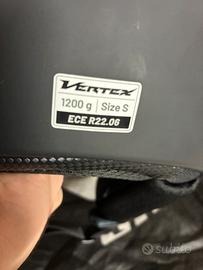 VERTEX
1200 g | Size S
ECE R22.06
subito